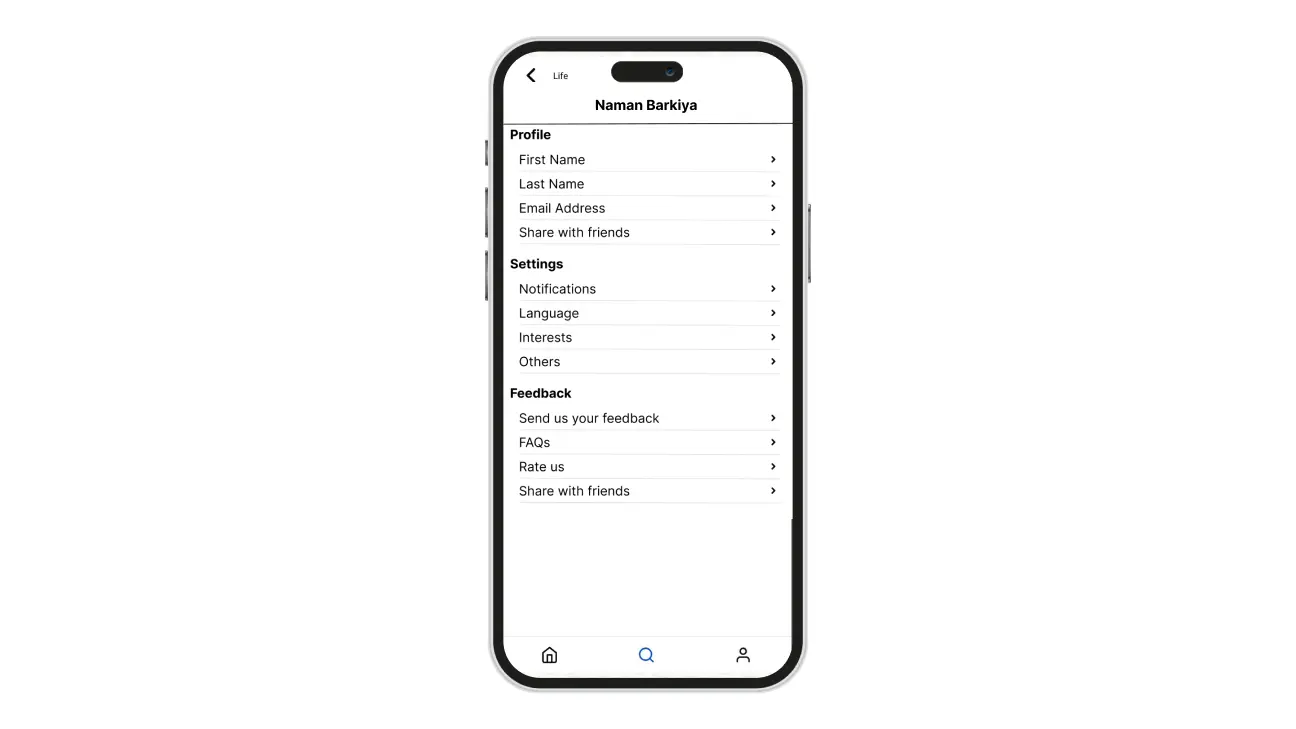 Life
Naman Barkiya
Profile
First Name
Last Name
Email Address
Share with friends
Settings
Notifications
Language
Interests
Others
Feedback
Send us your feedback
FAQs
Rate us
Share with friends